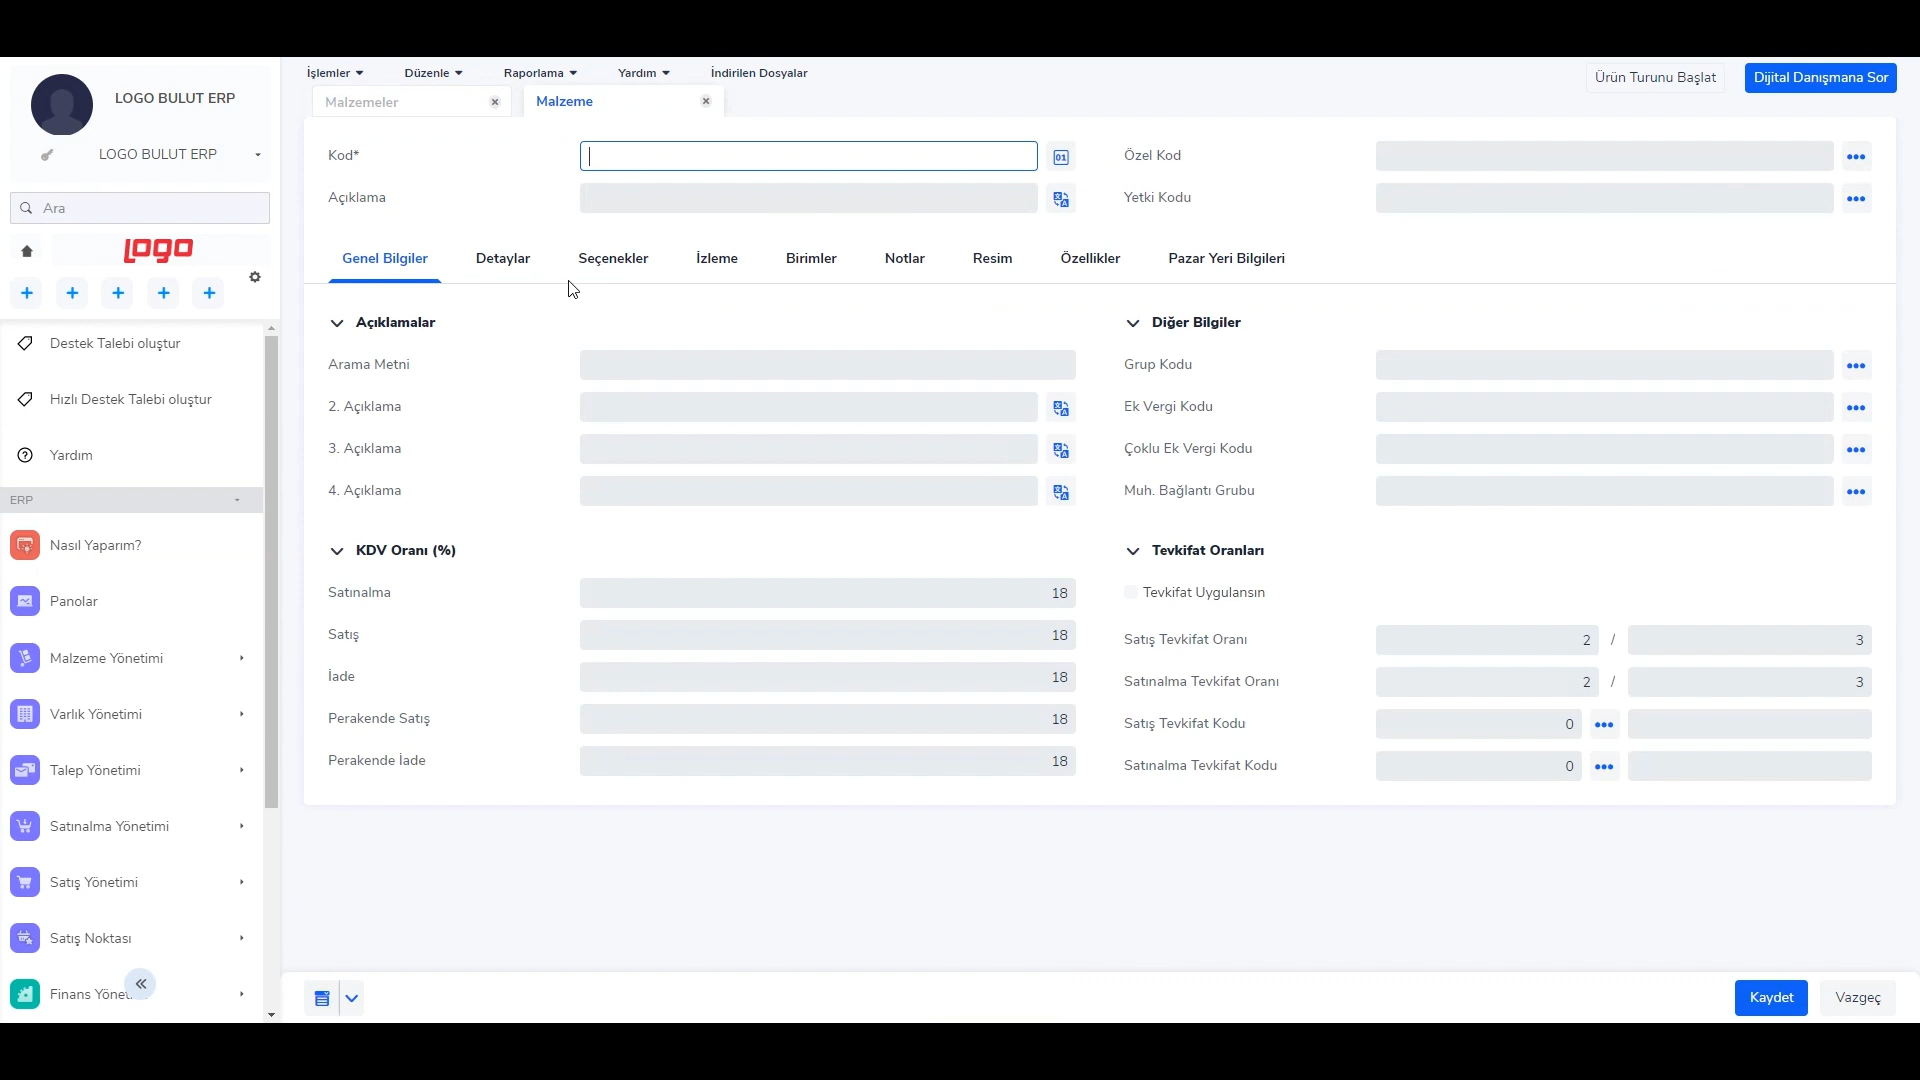 LOGO BULUT ERP
LOGO BULUT ERP
Ara
LOGO
Destek Talebi oluştur
Hızlı Destek Talebi oluştur
Yardım
ERP
Nasıl Yaparım?
Panolar
Malzeme Yönetimi
Varlık Yönetimi
Talep Yönetimi
Satınalma Yönetimi
Satış Yönetimi
Satış Noktası
Finans Yönet
İşlemler Düzenle Raporlama Yardım İndirilen Dosyalar
Ürün Turunu Başlat Dijital Danışmana Sor
Malzemeler Malzeme
Kod* 01 Özel Kod
Açıklama Yetki Kodu
Genel Bilgiler Detaylar Seçenekler İzleme Birimler Notlar Resim Özellikler Pazar Yeri Bilgileri
Açıklamalar
Arama Metni
2. Açıklama
3. Açıklama
4. Açıklama
Diğer Bilgiler
Grup Kodu
Ek Vergi Kodu
Çoklu Ek Vergi Kodu
Muh. Bağlantı Grubu
KDV Oranı (%)
Satınalma 18
Satış 18
İade 18
Perakende Satış 18
Perakende İade 18
Tevkifat Oranları
Tevkifat Uygulansın
Satış Tevkifat Oranı 2 / 3
Satınalma Tevkifat Oranı 2 / 3
Satış Tevkifat Kodu 0
Satınalma Tevkifat Kodu 0
Kaydet Vazgeç